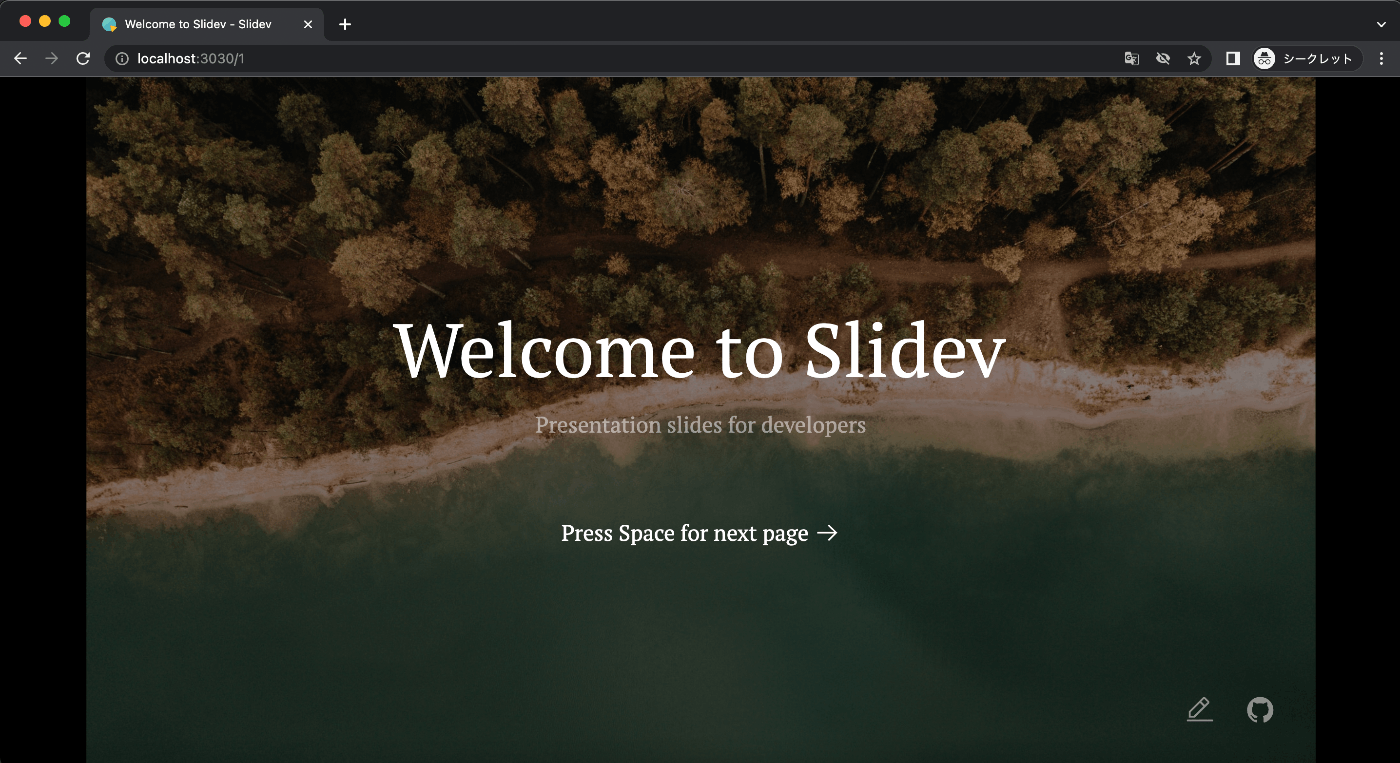 Welcome to Slidev - Slidev
localhost:3030/1
シークレット
Welcome to Slidev
Presentation slides for developers
Press Space for next page →